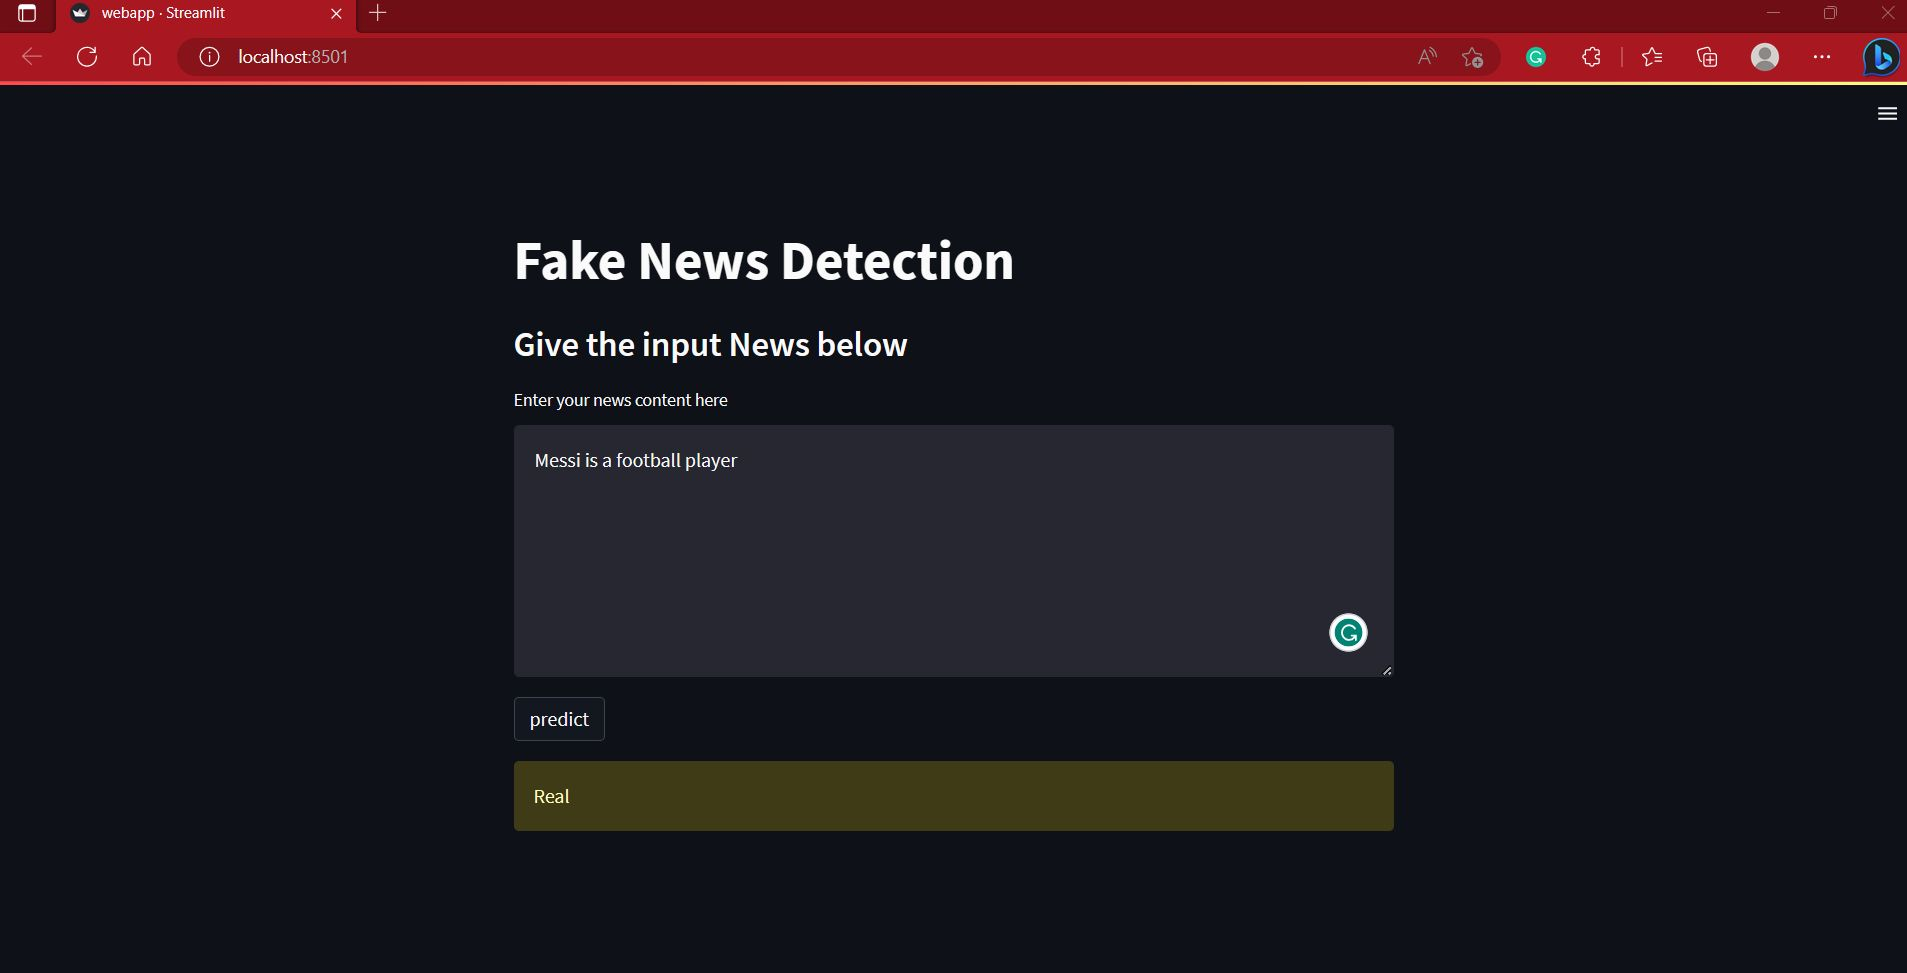 webapp · Streamlit
localhost:8501
Fake News Detection
Give the input News below
Enter your news content here
Messi is a football player
predict
Real